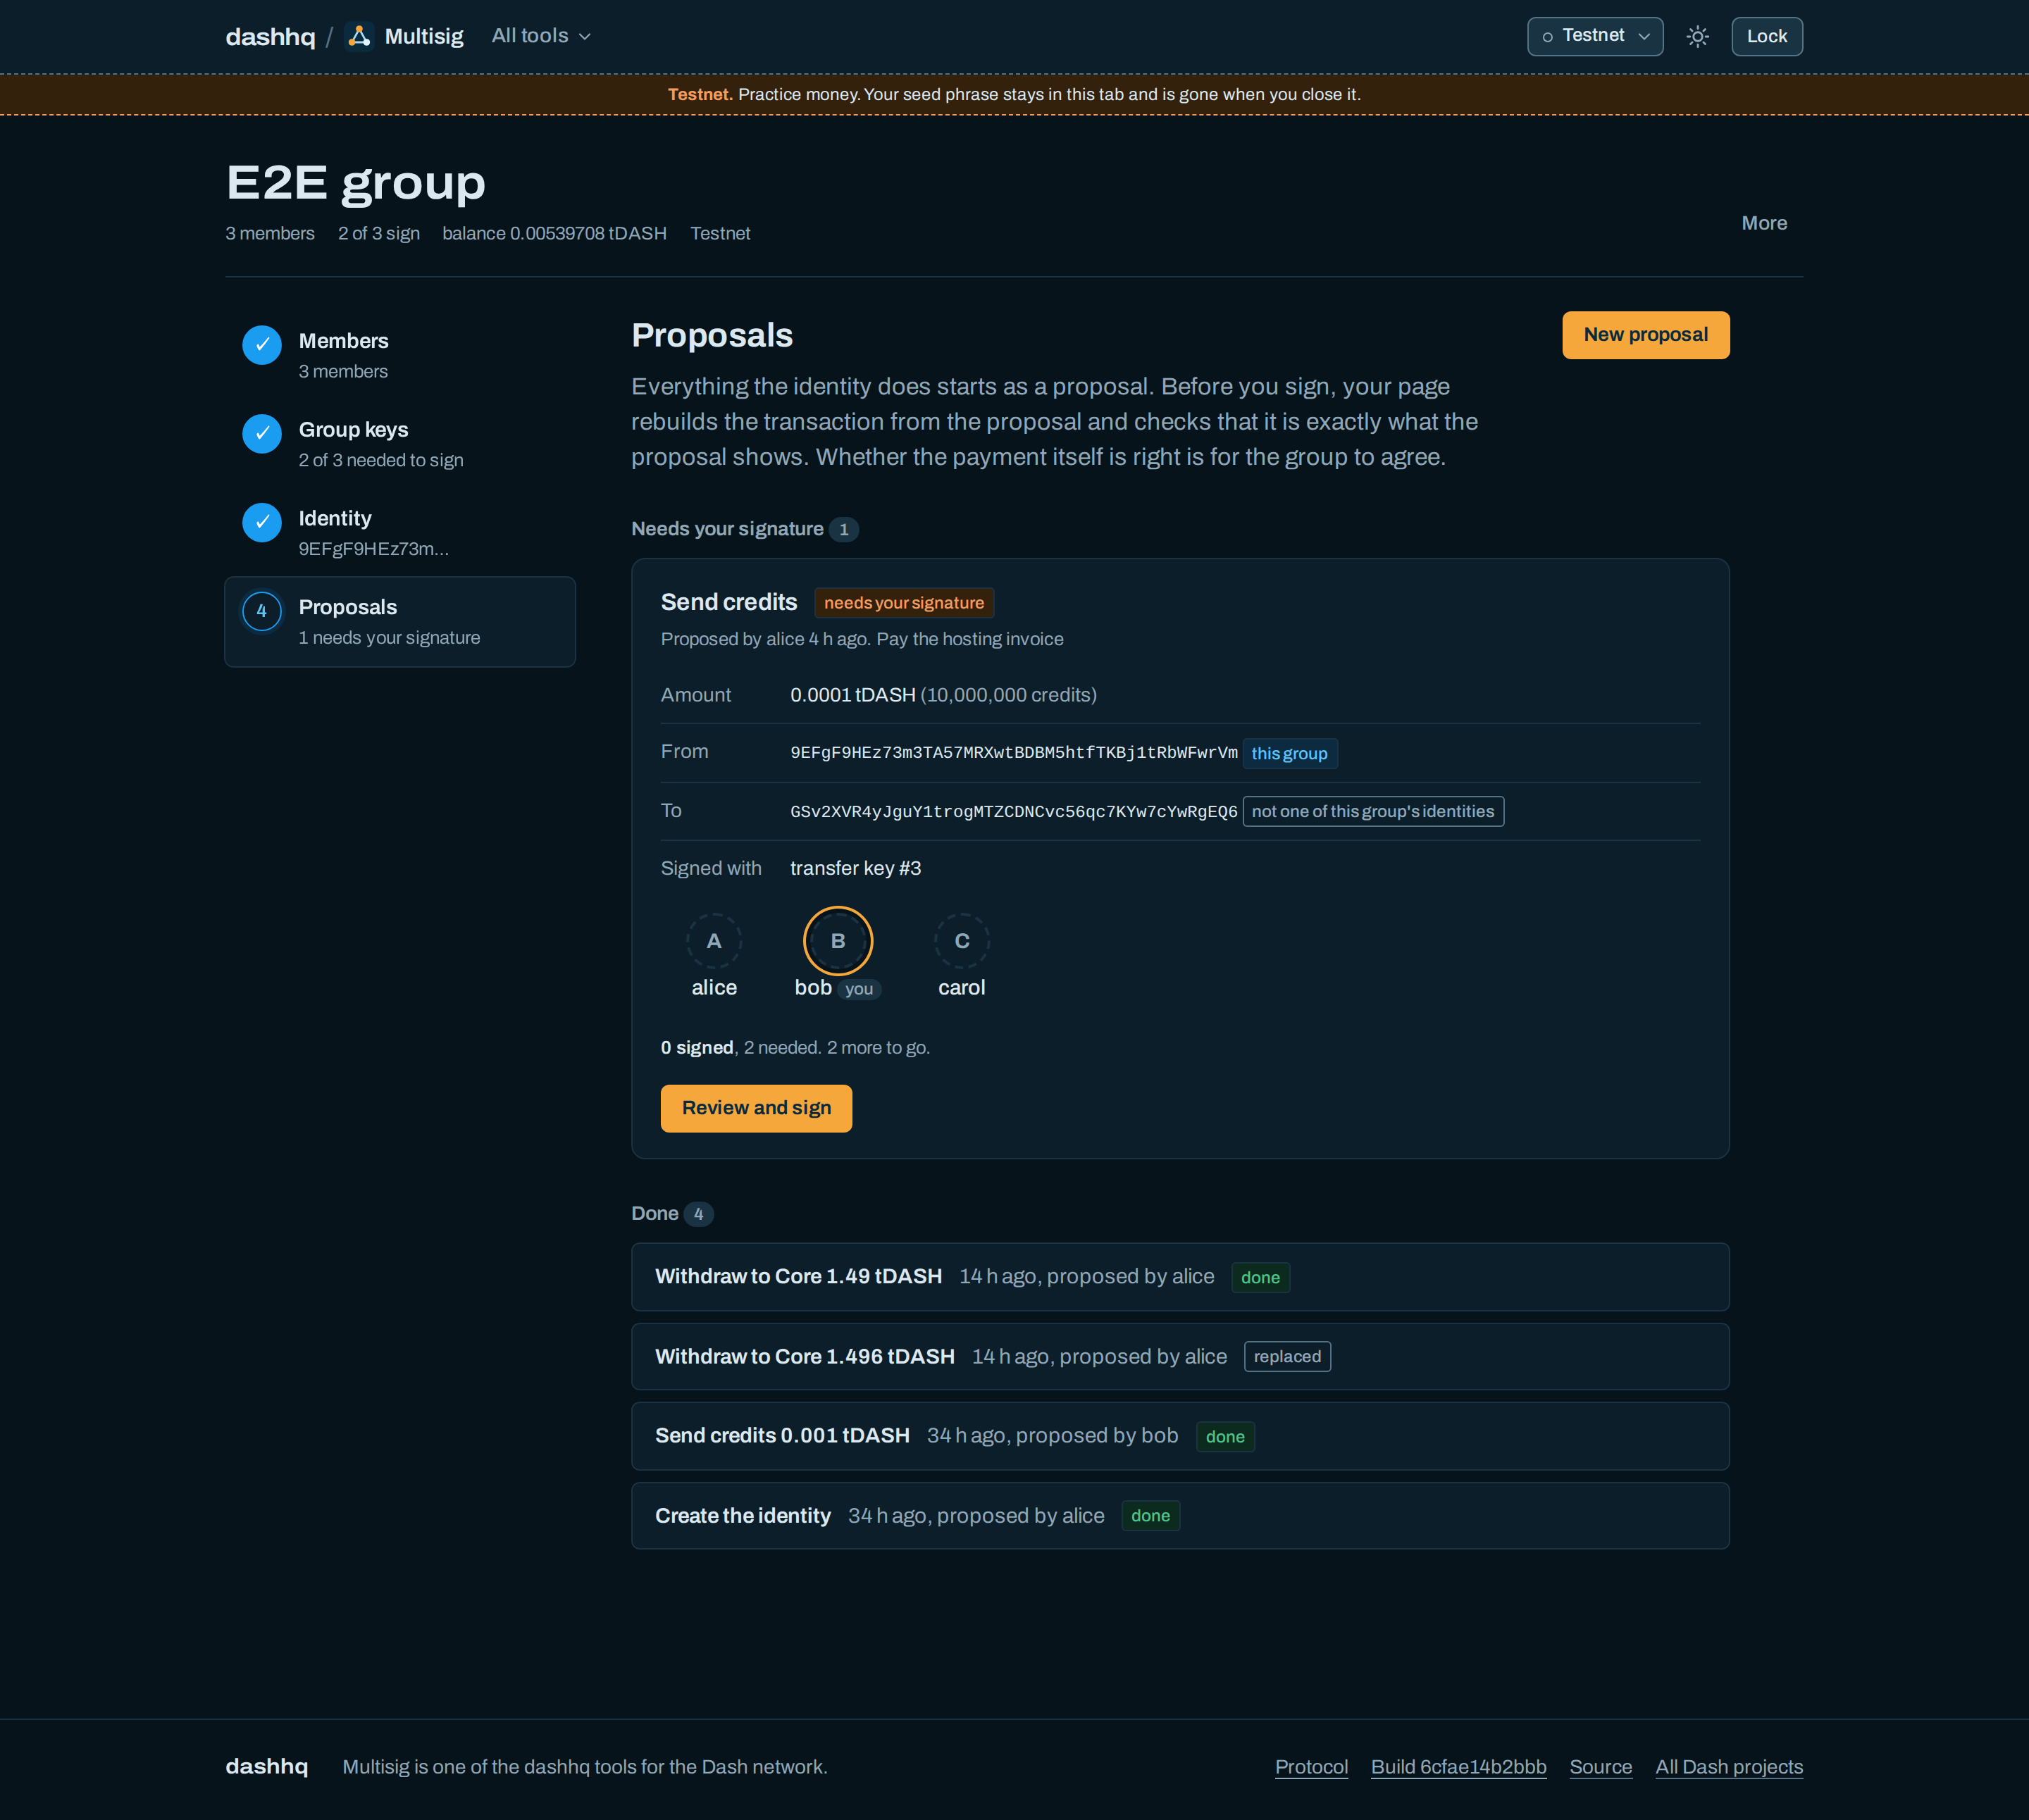 dashhq / Multisig All tools Testnet Lock
Testnet. Practice money. Your seed phrase stays in this tab and is gone when you close it.
E2E group
3 members 2 of 3 sign balance 0.00539708 tDASH Testnet
More
✓ Members
3 members
✓ Group keys
2 of 3 needed to sign
✓ Identity
9EFgF9HEz73m...
4 Proposals
1 needs your signature
Proposals
New proposal
Everything the identity does starts as a proposal. Before you sign, your page
rebuilds the transaction from the proposal and checks that it is exactly what the
proposal shows. Whether the payment itself is right is for the group to agree.
Needs your signature 1
Send credits needs your signature
Proposed by alice 4 h ago. Pay the hosting invoice
Amount 0.0001 tDASH (10,000,000 credits)
From 9EFgF9HEz73m3TA57MRXwtBDBM5htfTKBj1tRbWFwrVm this group
To GSv2XVR4yJguY1trogMTZCDNCvc56qc7KYw7cYwRgEQ6 not one of this group's identities
Signed with transfer key #3
A B C
alice bob you carol
0 signed, 2 needed. 2 more to go.
Review and sign
Done 4
Withdraw to Core 1.49 tDASH 14 h ago, proposed by alice done
Withdraw to Core 1.496 tDASH 14 h ago, proposed by alice replaced
Send credits 0.001 tDASH 34 h ago, proposed by bob done
Create the identity 34 h ago, proposed by alice done
dashhq Multisig is one of the dashhq tools for the Dash network. Protocol Build 6cfae14b2bbb Source All Dash projects